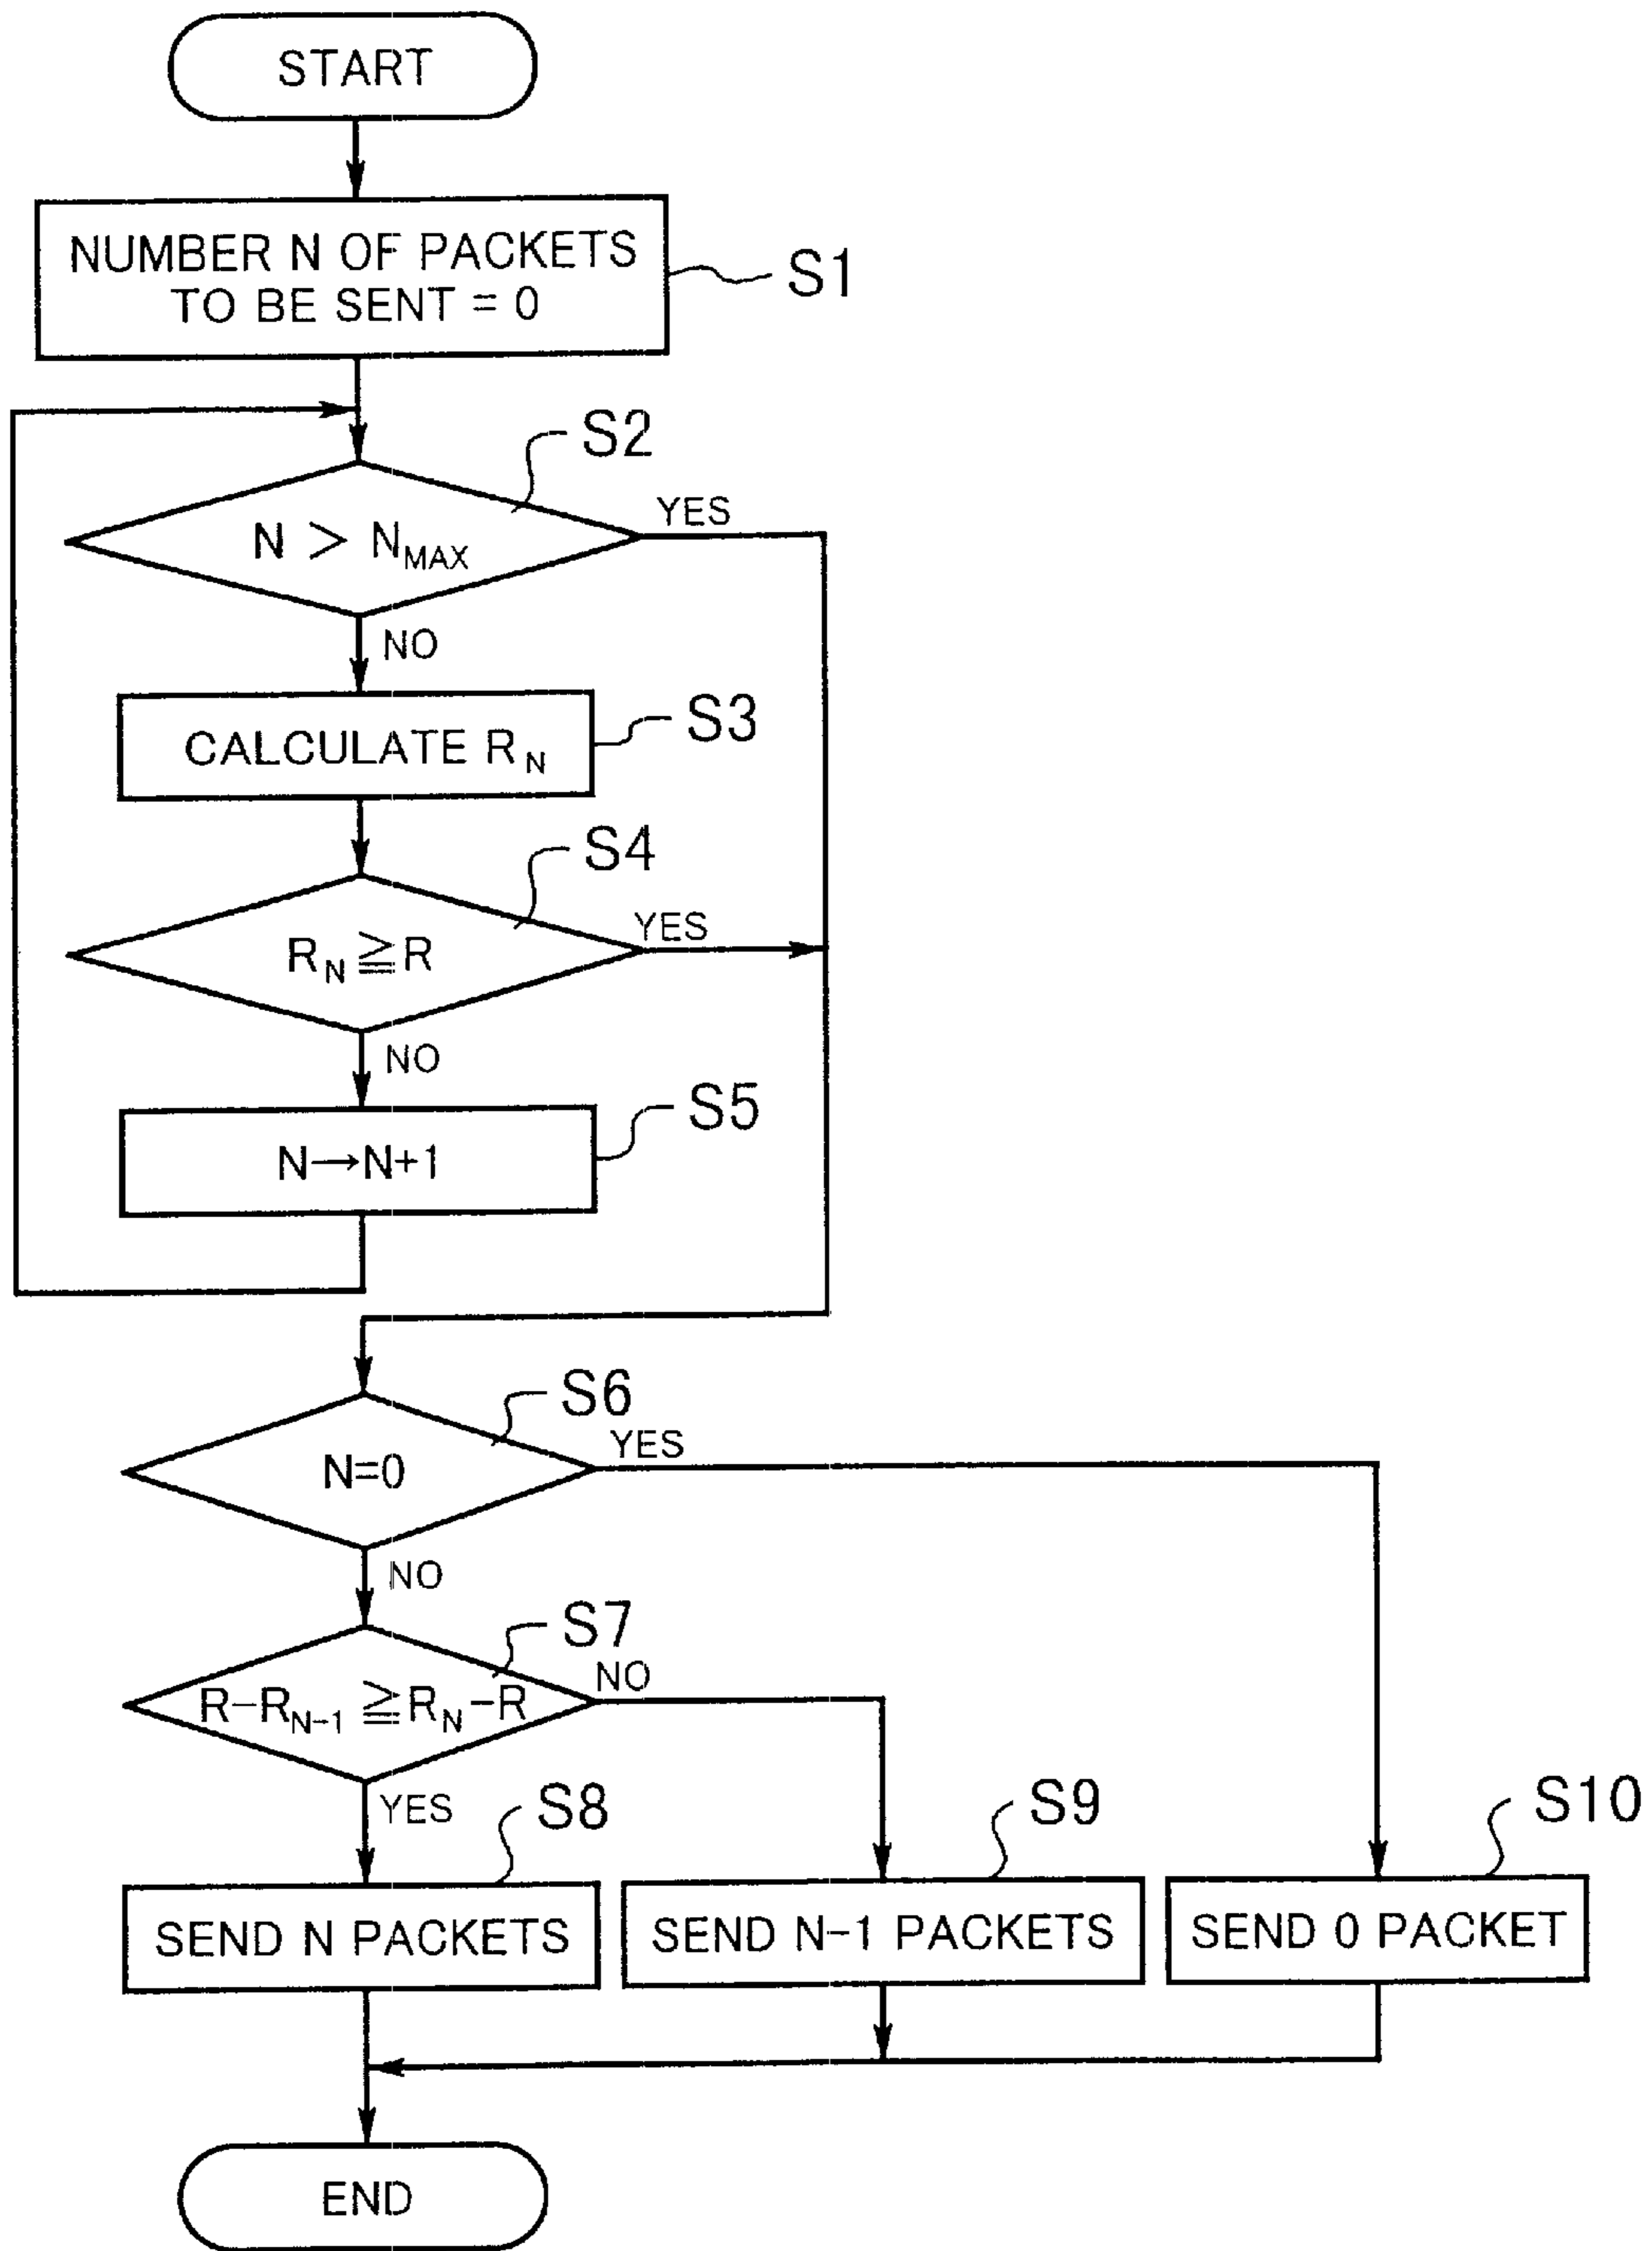 START
NUMBER N OF PACKETS
TO BE SENT = 0
S1
S2
N > N_MAX
YES
NO
CALCULATE R_N
S3
S4
R_N ≧ R
YES
NO
N→N+1
S5
S6
N=0
YES
NO
S7
R−R_N−1 ≧ R_N −R
NO
YES
S8
S9
S10
SEND N PACKETS
SEND N−1 PACKETS
SEND 0 PACKET
END